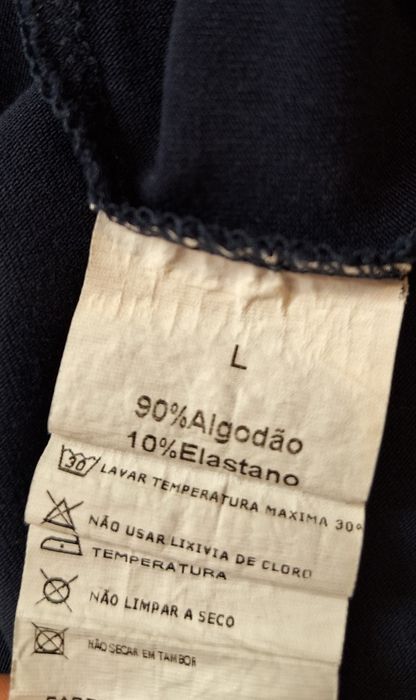 L
90%Algodão
10%Elastano
30 LAVAR TEMPERATURA MAXIMA 30º
NÃO USAR LIXIVIA DE CLORO
TEMPERATURA
NÃO LIMPAR A SECO
NÃO SECAR EM TAMBOR